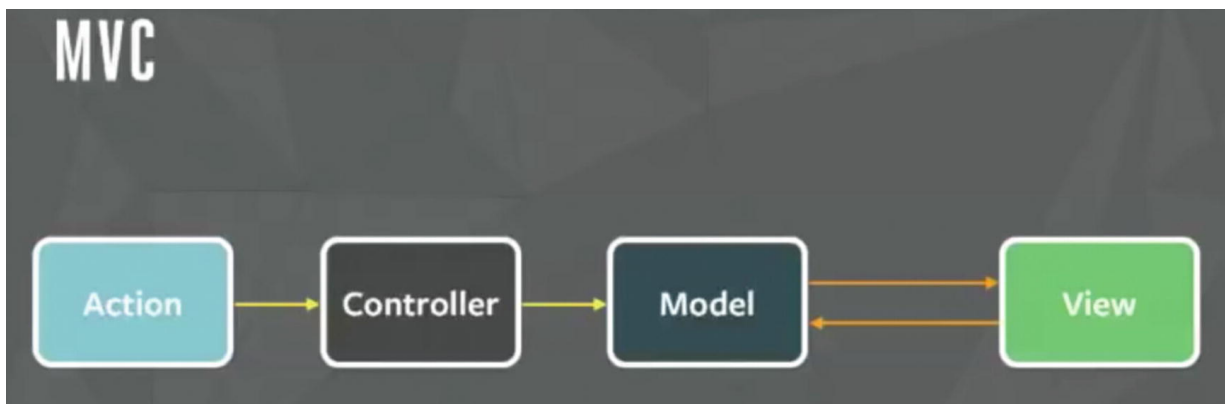 MVC
Action
Controller
Model
View